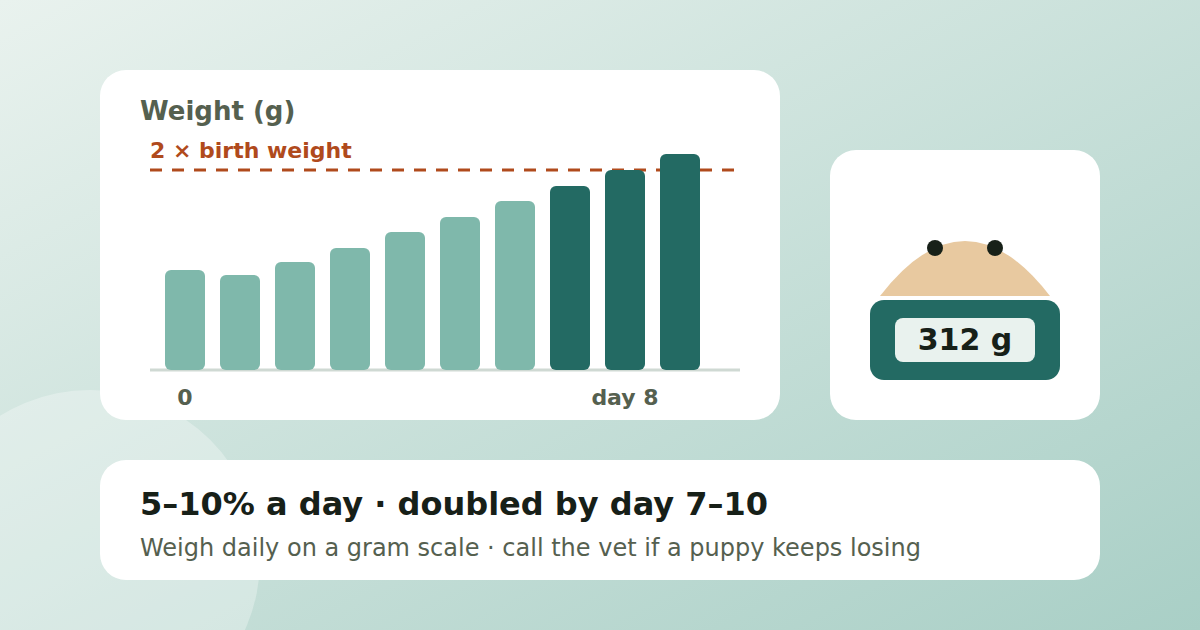 Weight (g)
2 × birth weight
0
day 8
312 g
5–10% a day · doubled by day 7–10
Weigh daily on a gram scale · call the vet if a puppy keeps losing